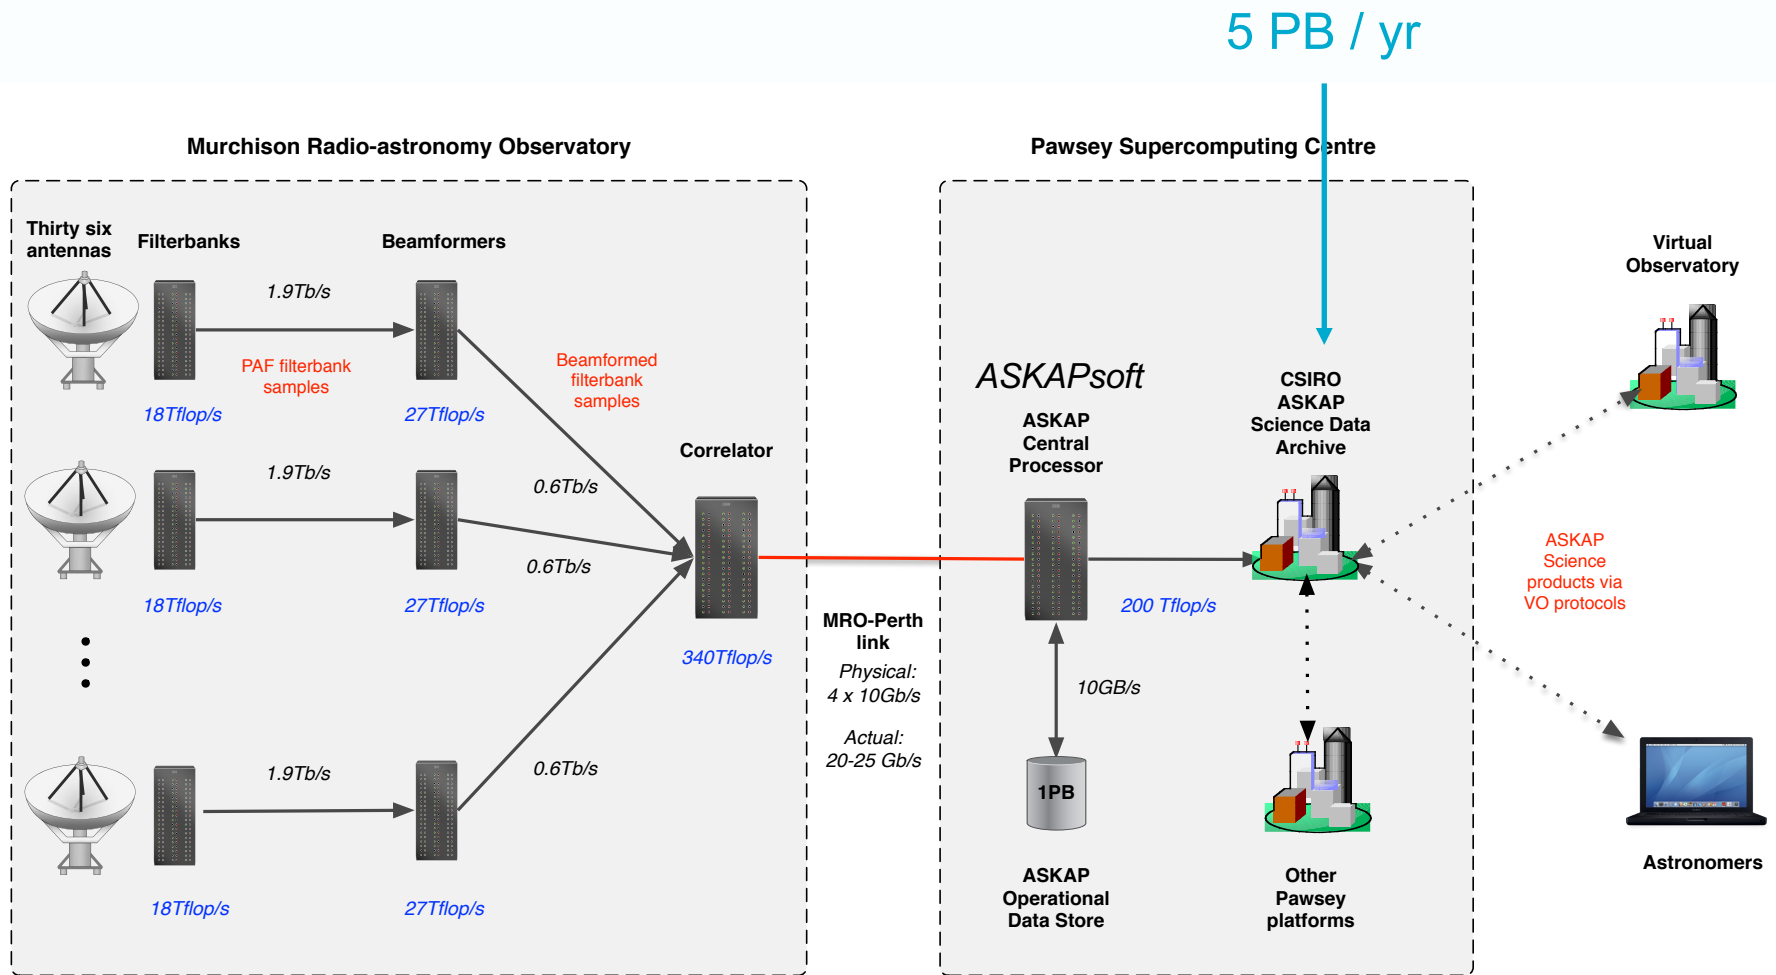 5 PB / yr
Murchison Radio-astronomy Observatory
Pawsey Supercomputing Centre
Thirty six
antennas
Filterbanks
Beamformers
1.9Tb/s
PAF filterbank
samples
Beamformed
filterbank
samples
18Tflop/s
27Tflop/s
1.9Tb/s
0.6Tb/s
0.6Tb/s
18Tflop/s
27Tflop/s
Correlator
340Tflop/s
1.9Tb/s
0.6Tb/s
18Tflop/s
27Tflop/s
MRO-Perth
link
Physical:
4 x 10Gb/s
Actual:
20-25 Gb/s
ASKAPsoft
ASKAP
Central
Processor
CSIRO
ASKAP
Science Data
Archive
200 Tflop/s
10GB/s
1PB
ASKAP
Operational
Data Store
Other
Pawsey
platforms
Virtual
Observatory
ASKAP
Science
products via
VO protocols
Astronomers